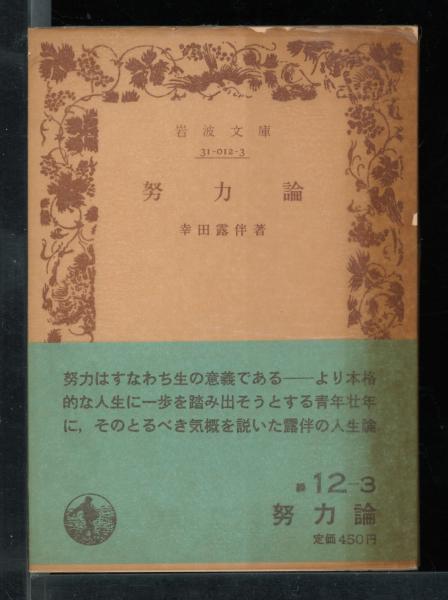 岩波文庫
31-012-3
努力論
幸田露伴著
努力はすなわち生の意義である——より本格
的な人生に一歩を踏み出そうとする青年壮年
に，そのとるべき気概を説いた露伴の人生論
12-3
努力論
定価450円